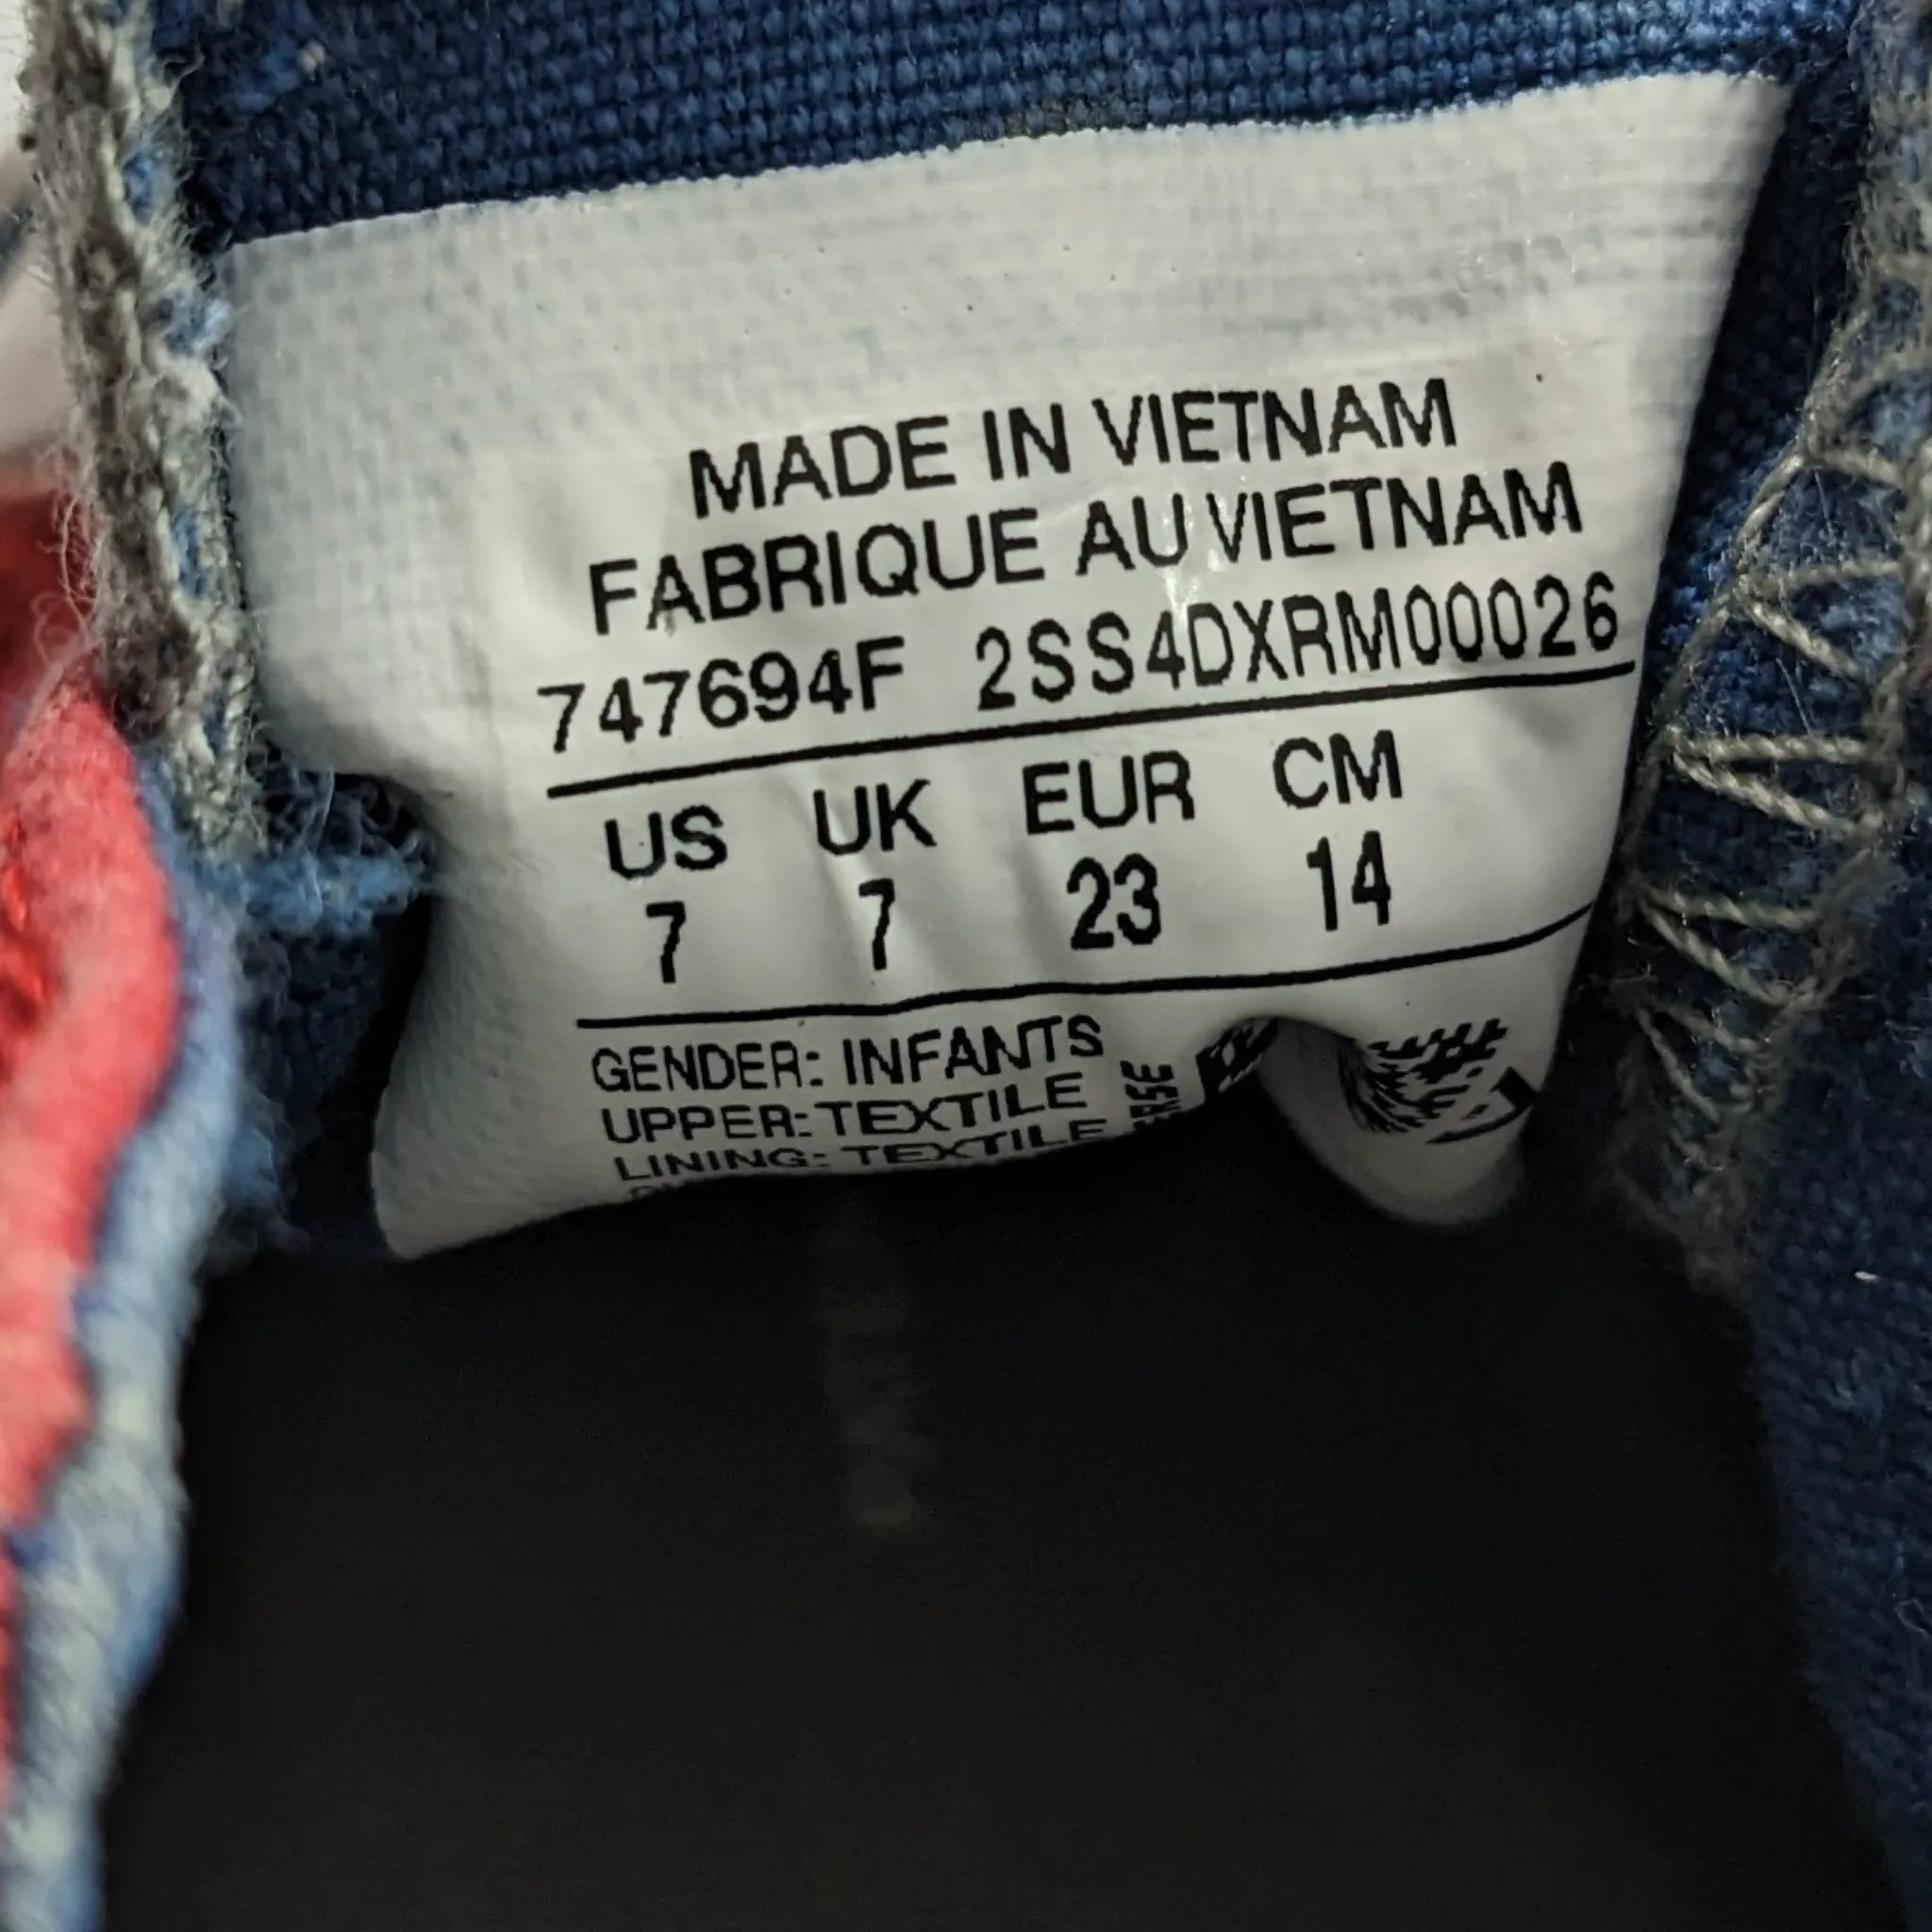 MADE IN VIETNAM
FABRIQUE AU VIETNAM
747694F 2SS4DXRM00026
US UK EUR CM
7 7 23 14
GENDER: INFANTS
UPPER: TEXTILE
LINING: TEXTILE